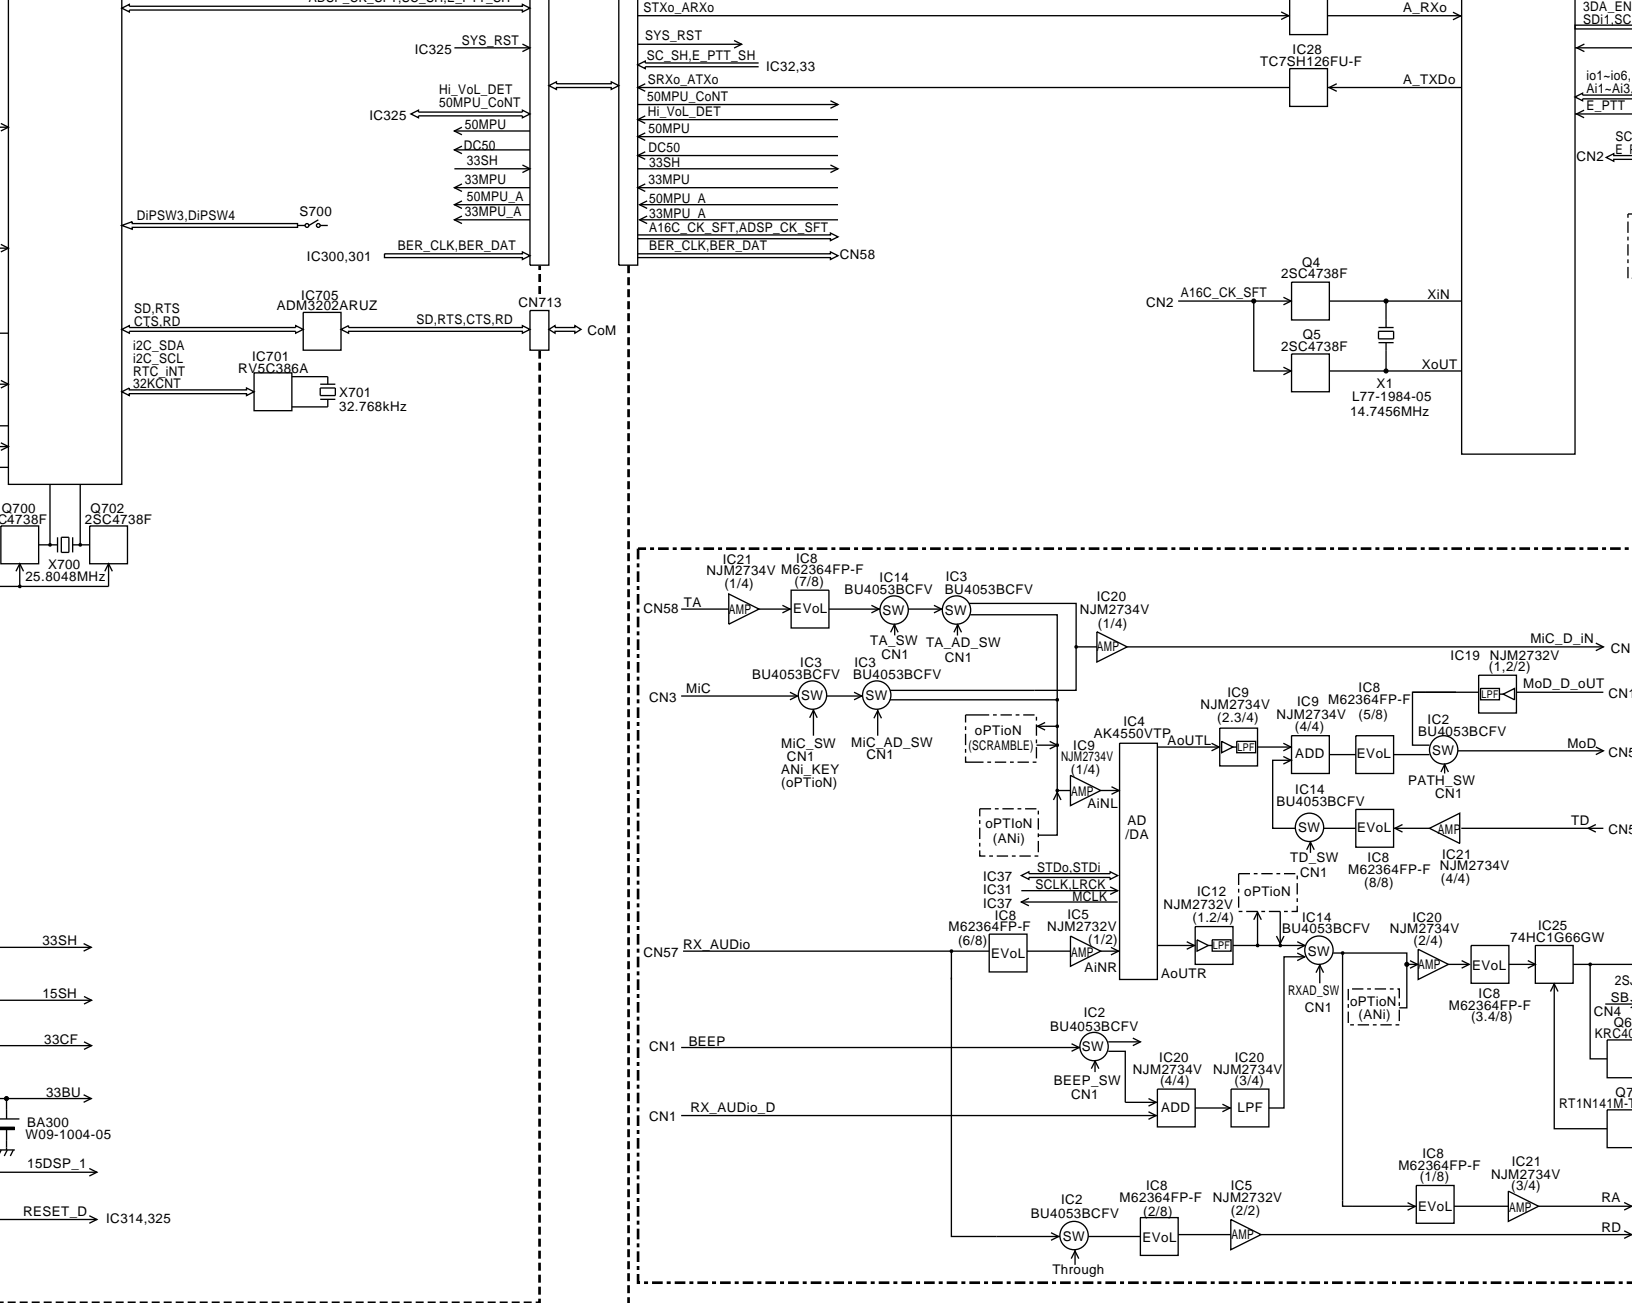 STXo_ARXo
A_RXo
3DA_EN
SDi1,SC
SYS_RST
IC325
SYS_RST
SC_SH,E_PTT_SH
IC32,33
IC28
TC7SH126FU-F
SRXo_ATXo
A_TXDo
io1~io6,
Ai1~Ai3,
E_PTT
Hi_VoL_DET
50MPU_CoNT
IC325
50MPU
DC50
33SH
33MPU
50MPU_A
33MPU_A
50MPU_CoNT
Hi_VoL_DET
50MPU
DC50
33SH
33MPU
50MPU_A
33MPU_A
A16C_CK_SFT,ADSP_CK_SFT
BER_CLK,BER_DAT
CN58
SC
CN2
DiPSW3,DiPSW4
S700
IC300,301
BER_CLK,BER_DAT
IC705
ADM3202ARUZ
SD,RTS
CTS,RD
SD,RTS,CTS,RD
CN713
CoM
i2C_SDA
i2C_SCL
RTC_iNT
32KCNT
IC701
RV5C386A
X701
32.768kHz
CN2
A16C_CK_SFT
Q4
2SC4738F
XiN
Q5
2SC4738F
XoUT
X1
L77-1984-05
14.7456MHz
Q700
C4738F
Q702
2SC4738F
X700
25.8048MHz
IC21
NJM2734V
(1/4)
IC8
M62364FP-F
(7/8)
IC14
BU4053BCFV
IC3
BU4053BCFV
CN58
TA
AMP
EVoL
SW
SW
TA_SW
CN1
TA_AD_SW
CN1
IC20
NJM2734V
(1/4)
AMP
MiC_D_iN
CN
IC3
BU4053BCFV
IC3
BU4053BCFV
CN3
MiC
SW
SW
MiC_SW
CN1
ANi_KEY
(oPTioN)
MiC_AD_SW
CN1
IC19
NJM2732V
(1,2/2)
LPF
MoD_D_oUT
CN1
oPTioN
(SCRAMBLE)
IC9
NJM2734V
(1/4)
AMP
AiNL
IC4
AK4550VTP
AD
/DA
AoUTL
IC9
NJM2734V
(2.3/4)
LPF
IC9
NJM2734V
(4/4)
ADD
IC8
M62364FP-F
(5/8)
EVoL
IC2
BU4053BCFV
SW
PATH_SW
CN1
MoD
CN5
oPTIoN
(ANi)
IC14
BU4053BCFV
SW
TD_SW
CN1
EVoL
IC8
M62364FP-F
(8/8)
AMP
IC21
NJM2734V
(4/4)
TD
CN5
IC37
STDo,STDi
IC31
SCLK,LRCK
IC37
MCLK
CN57
RX_AUDio
IC8
M62364FP-F
(6/8)
EVoL
IC5
NJM2732V
(1/2)
AMP
AiNR
AoUTR
IC12
NJM2732V
(1.2/4)
LPF
oPTioN
IC14
BU4053BCFV
SW
RXAD_SW
CN1
oPTioN
(ANi)
IC20
NJM2734V
(2/4)
AMP
EVoL
IC8
M62364FP-F
(3.4/8)
IC25
74HC1G66GW
2SJ
SB
CN4
Q6
KRC40
Q7
RT1N141M-T
CN1
BEEP
IC2
BU4053BCFV
SW
BEEP_SW
CN1
IC20
NJM2734V
(4/4)
ADD
IC20
NJM2734V
(3/4)
LPF
CN1
RX_AUDio_D
IC2
BU4053BCFV
SW
Through
IC8
M62364FP-F
(2/8)
EVoL
IC5
NJM2732V
(2/2)
AMP
IC8
M62364FP-F
(1/8)
EVoL
IC21
NJM2734V
(3/4)
AMP
RA
RD
33SH
15SH
33CF
33BU
BA300
W09-1004-05
15DSP_1
RESET_D
IC314,325